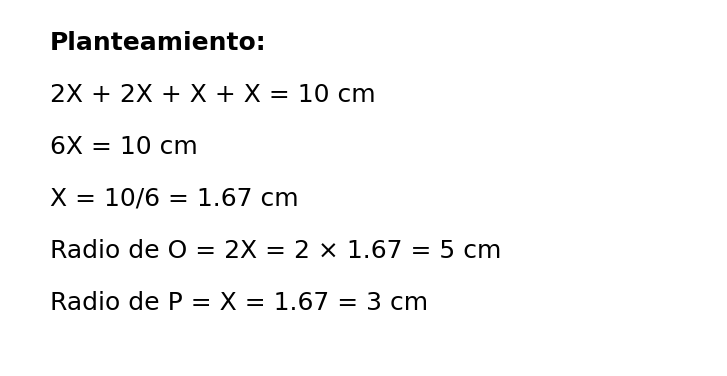 Planteamiento:
2X + 2X + X + X = 10 cm
6X = 10 cm
X = 10/6 = 1.67 cm
Radio de O = 2X = 2 × 1.67 = 5 cm
Radio de P = X = 1.67 = 3 cm